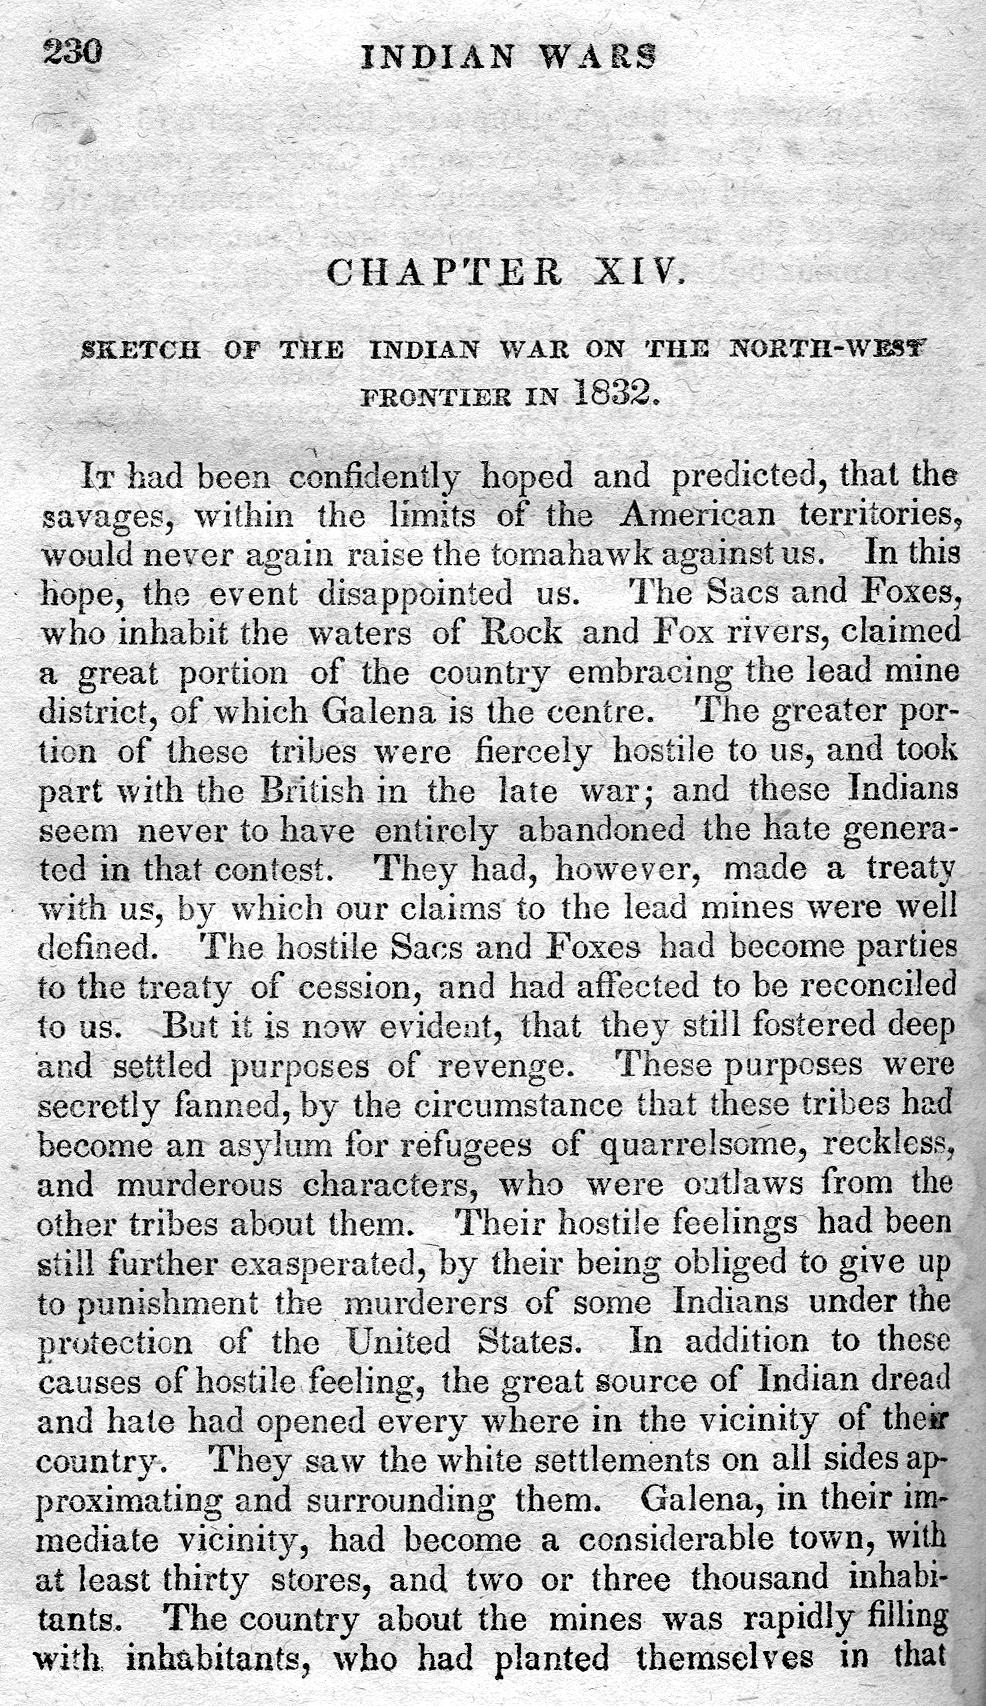 230 INDIAN WARS
CHAPTER XIV.
SKETCH OF THE INDIAN WAR ON THE NORTH-WEST
FRONTIER IN 1832.
IT had been confidently hoped and predicted, that the
savages, within the limits of the American territories,
would never again raise the tomahawk against us. In this
hope, the event disappointed us. The Sacs and Foxes,
who inhabit the waters of Rock and Fox rivers, claimed
a great portion of the country embracing the lead mine
district, of which Galena is the centre. The greater por-
tion of these tribes were fiercely hostile to us, and took
part with the British in the late war; and these Indians
seem never to have entirely abandoned the hate genera-
ted in that contest. They had, however, made a treaty
with us, by which our claims to the lead mines were well
defined. The hostile Sacs and Foxes had become parties
to the treaty of cession, and had affected to be reconciled
to us. But it is now evident, that they still fostered deep
and settled purposes of revenge. These purposes were
secretly fanned, by the circumstance that these tribes had
become an asylum for refugees of quarrelsome, reckless,
and murderous characters, who were outlaws from the
other tribes about them. Their hostile feelings had been
still further exasperated, by their being obliged to give up
to punishment the murderers of some Indians under the
protection of the United States. In addition to these
causes of hostile feeling, the great source of Indian dread
and hate had opened every where in the vicinity of their
country. They saw the white settlements on all sides ap-
proximating and surrounding them. Galena, in their im-
mediate vicinity, had become a considerable town, with
at least thirty stores, and two or three thousand inhabi-
tants. The country about the mines was rapidly filling
with inhabitants, who had planted themselves in that